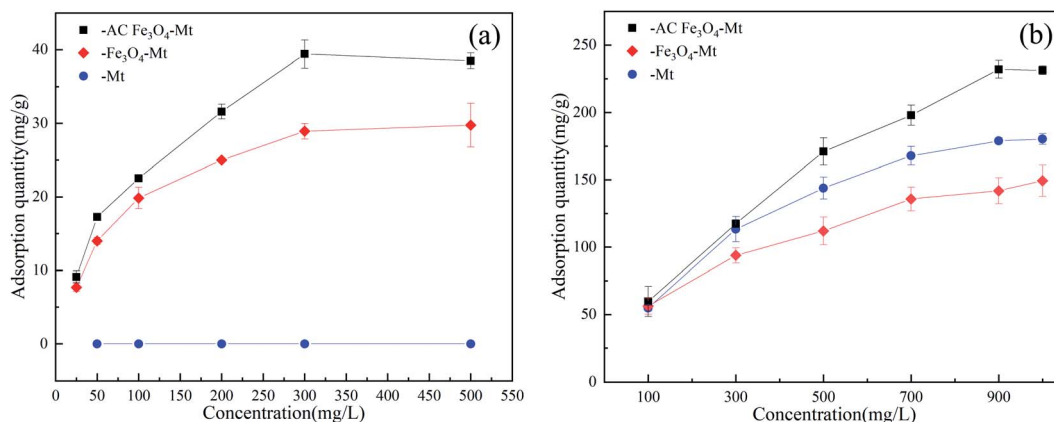 -AC Fe₃O₄-Mt
-Fe₃O₄-Mt
-Mt
(a)
Adsorption quantity(mg/g)
40
30
20
10
0
0 50 100 150 200 250 300 350 400 450 500 550
Concentration(mg/L)
-AC Fe₃O₄-Mt
-Fe₃O₄-Mt
-Mt
(b)
Adsorption quantity(mg/g)
250
200
150
100
50
0
100 300 500 700 900
Concentration(mg/L)